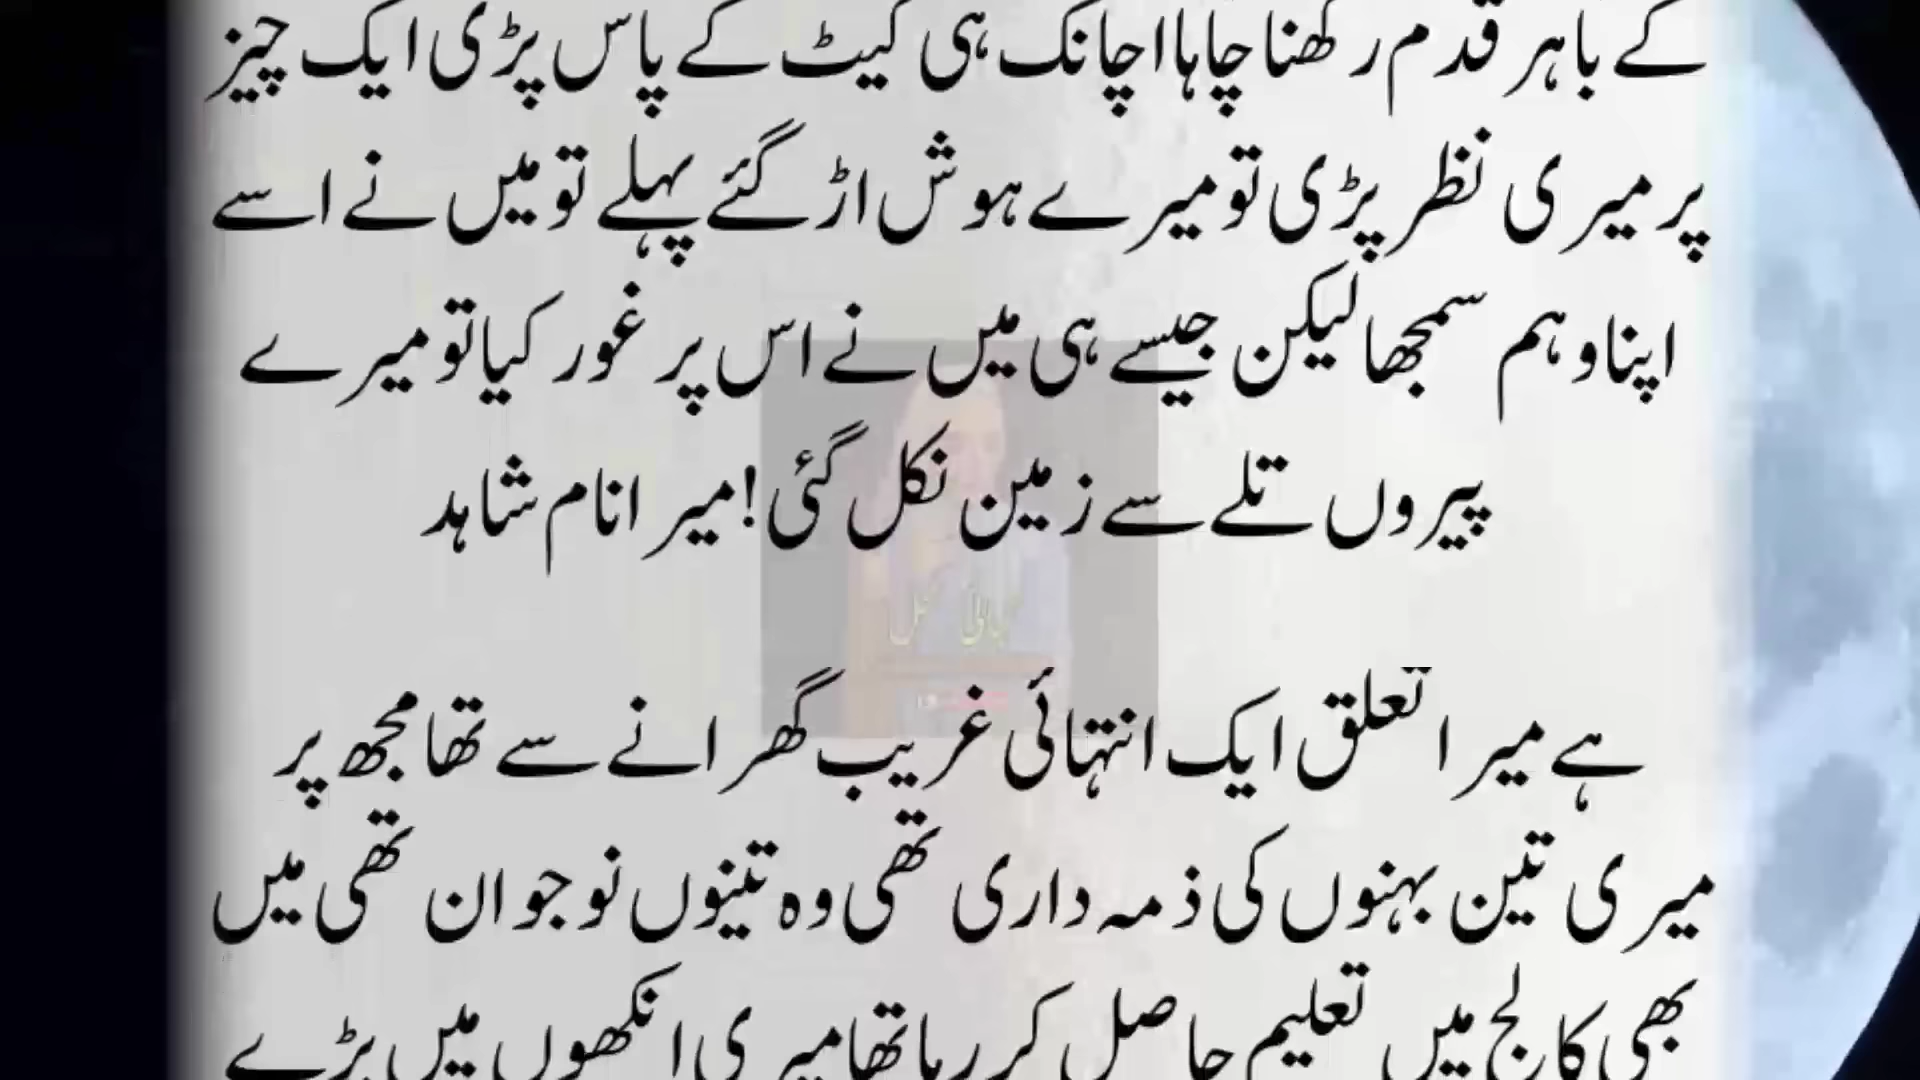 کے باہر قدم رکھنا چاہا اچانک ہی گیٹ کے پاس پڑی ایک چیز
پر میری نظر پڑی تو میرے ہوش اڑ گئے پہلے تو میں نے اسے
اپنا وہم سمجھا لیکن جیسے ہی میں نے اس پر غور کیا تو میرے
پیروں تلے سے زمین نکل گئی! میرا نام شاہد
ہے میرا تعلق ایک انتہائی غریب گھرانے سے تھا مجھ پر
میری تین بہنوں کی ذمہ داری تھی وہ تینوں نوجوان تھی میں
بھی کالج میں تعلیم حاصل کر رہا تھا میری انکھوں میں بڑے